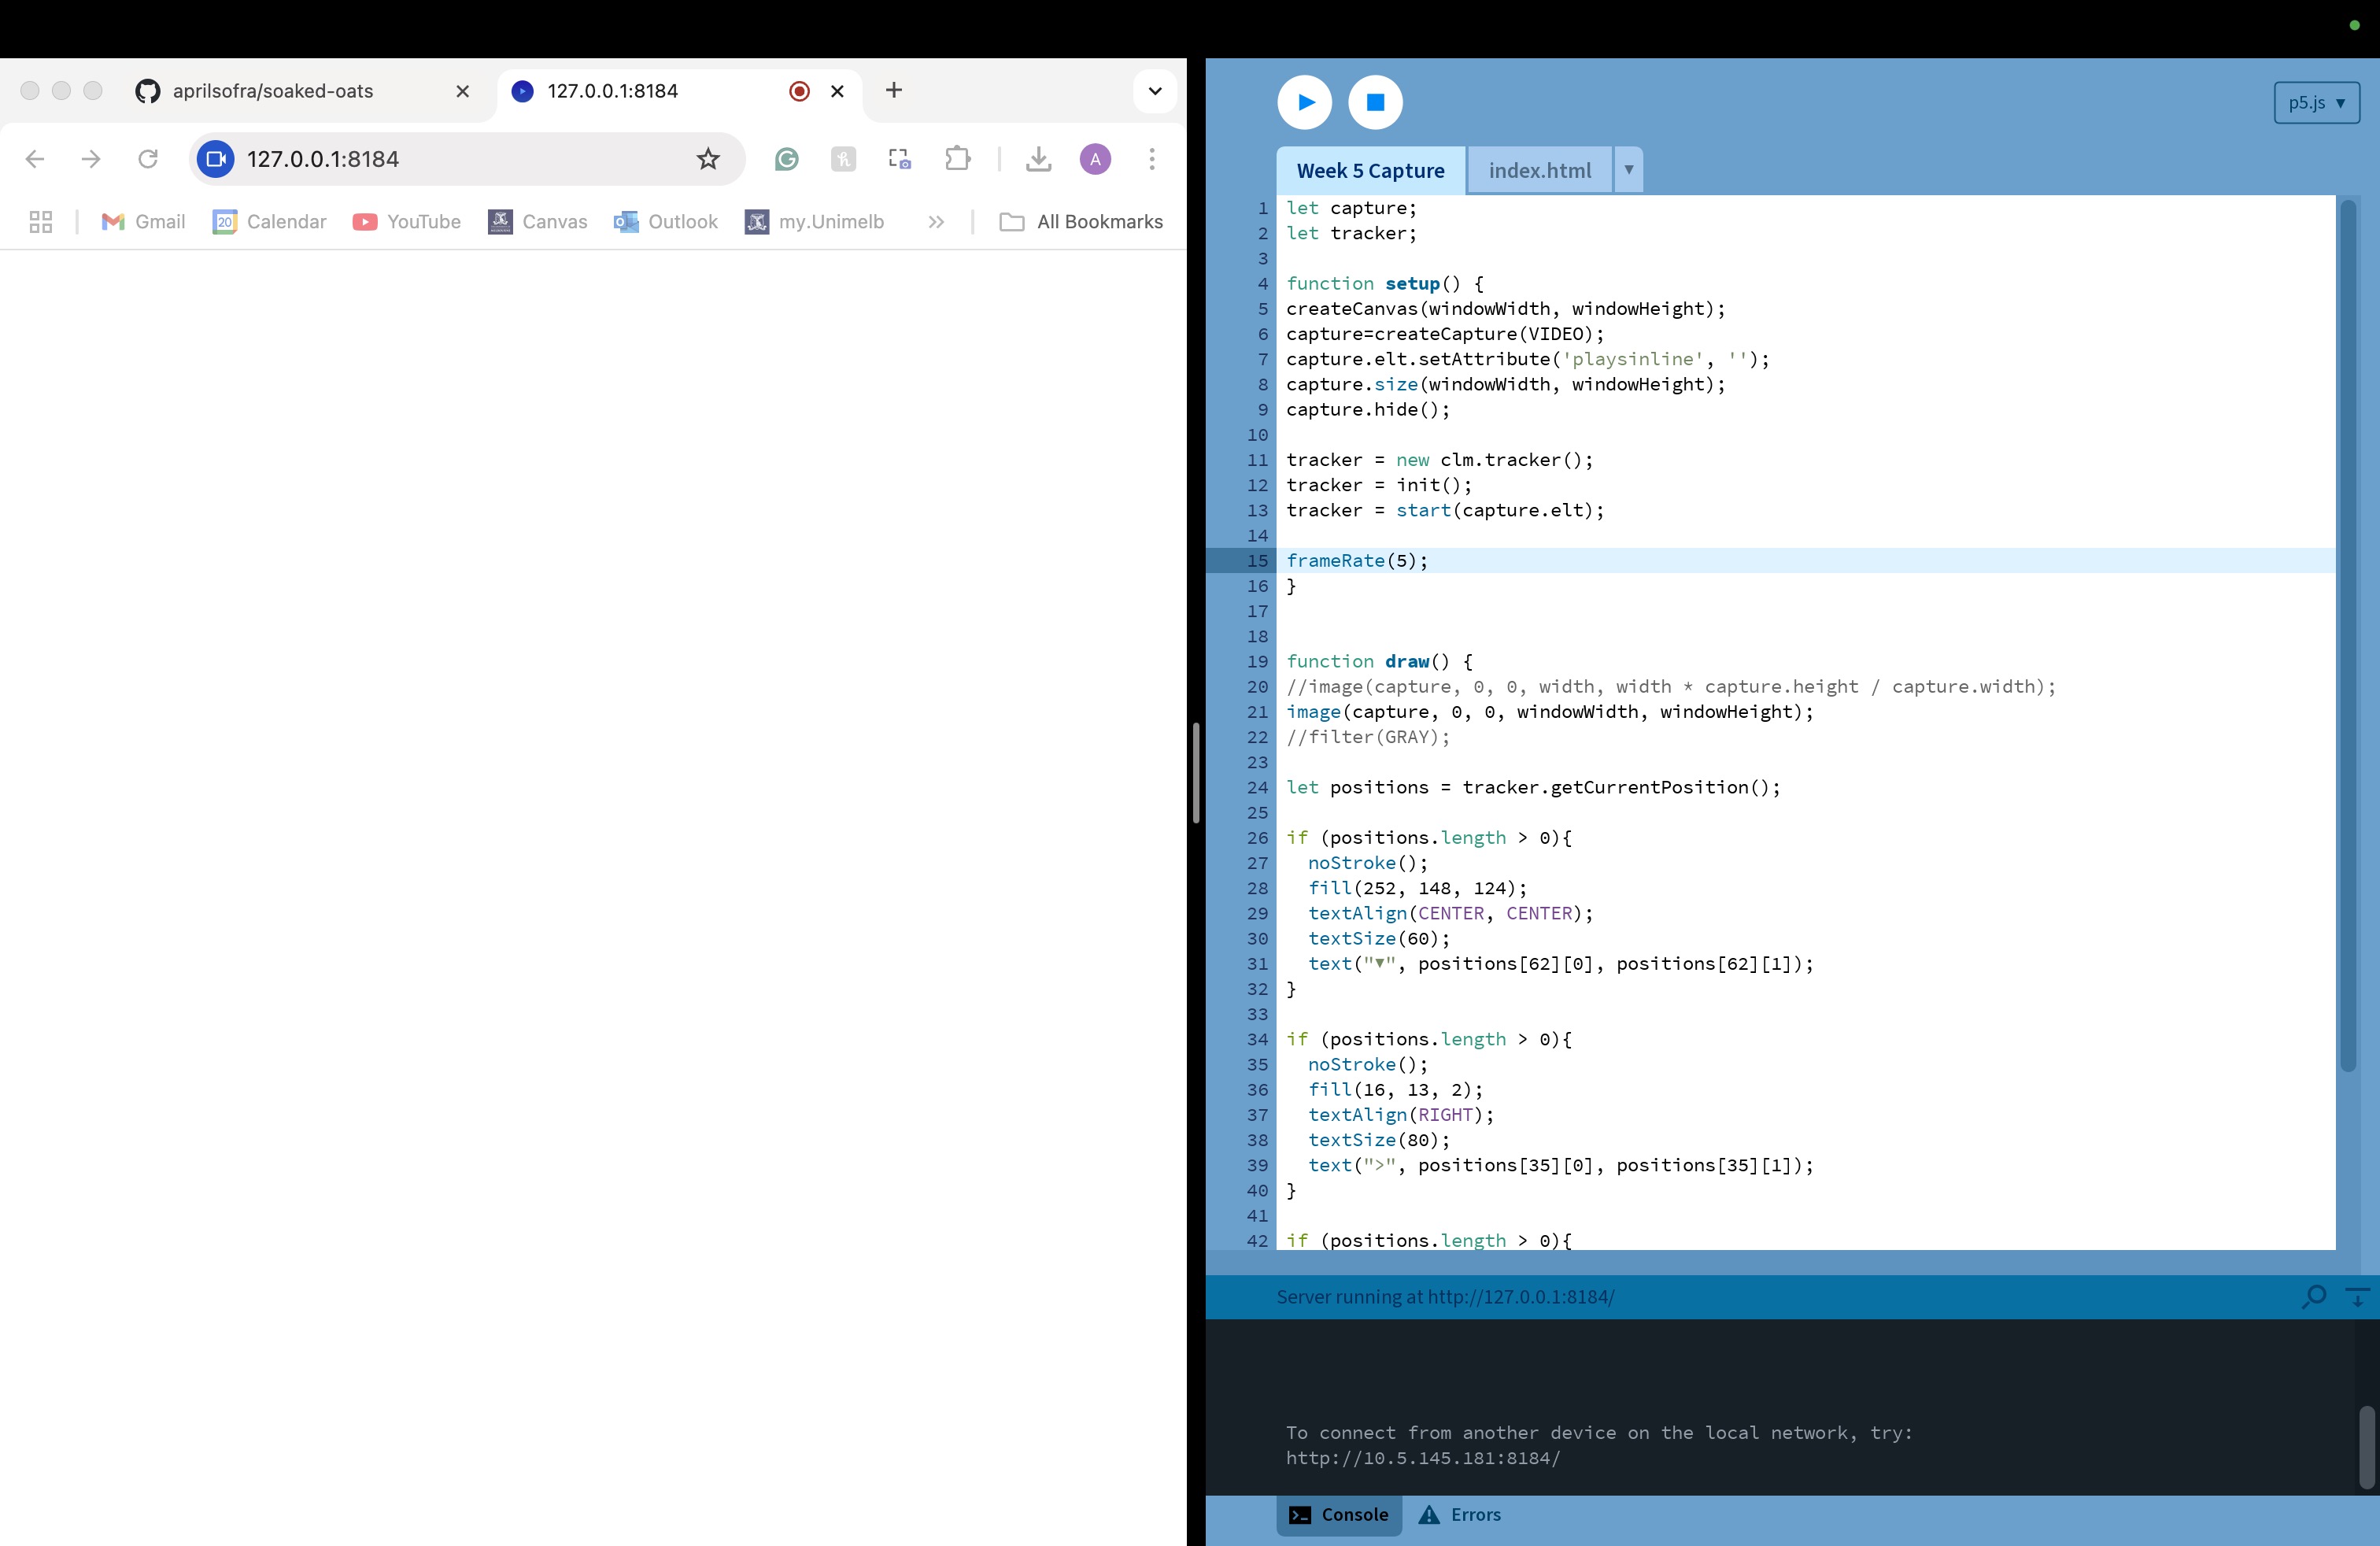 aprilsofra/soaked-oats
127.0.0.1:8184
127.0.0.1:8184
A
Gmail
20 Calendar
YouTube
Canvas
Outlook
my.Unimelb
All Bookmarks
p5.js ▼
Week 5 Capture
index.html
1 let capture;
2 let tracker;
3
4 function setup() {
5 createCanvas(windowWidth, windowHeight);
6 capture=createCapture(VIDEO);
7 capture.elt.setAttribute('playsinline', '');
8 capture.size(windowWidth, windowHeight);
9 capture.hide();
10
11 tracker = new clm.tracker();
12 tracker = init();
13 tracker = start(capture.elt);
14
15 frameRate(5);
16 }
17
18
19 function draw() {
20 //image(capture, 0, 0, width, width * capture.height / capture.width);
21 image(capture, 0, 0, windowWidth, windowHeight);
22 //filter(GRAY);
23
24 let positions = tracker.getCurrentPosition();
25
26 if (positions.length > 0){
27 noStroke();
28 fill(252, 148, 124);
29 textAlign(CENTER, CENTER);
30 textSize(60);
31 text("▼", positions[62][0], positions[62][1]);
32 }
33
34 if (positions.length > 0){
35 noStroke();
36 fill(16, 13, 2);
37 textAlign(RIGHT);
38 textSize(80);
39 text(">", positions[35][0], positions[35][1]);
40 }
41
42 if (positions.length > 0){
Server running at http://127.0.0.1:8184/
To connect from another device on the local network, try:
http://10.5.145.181:8184/
Console
Errors